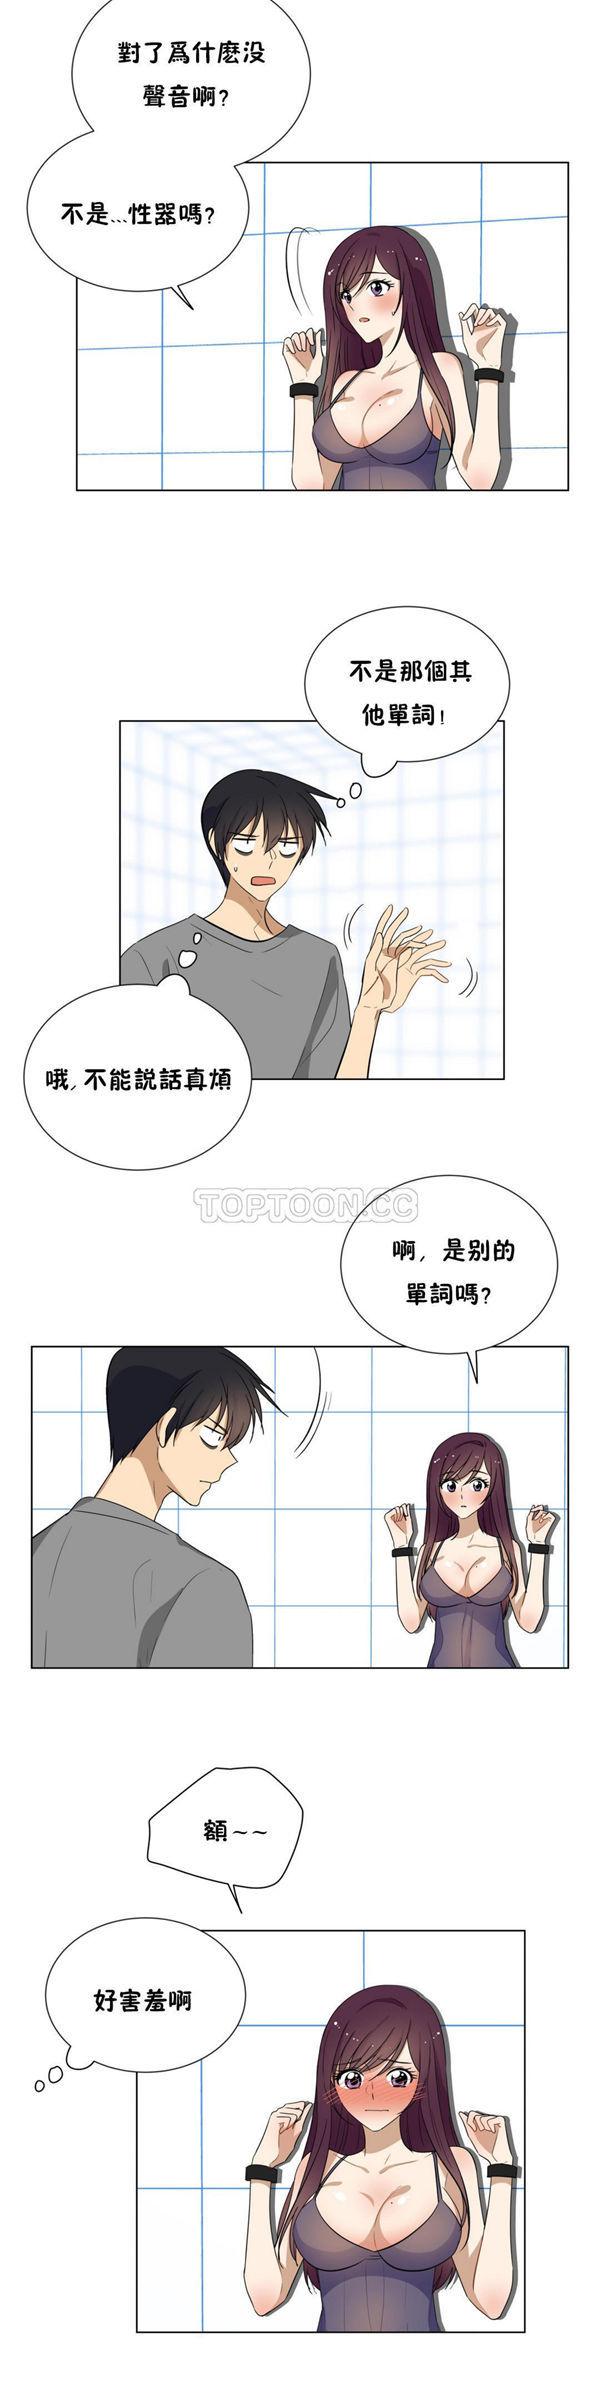 對了爲什麽没
聲音啊?
不是...性器嗎?
不是那個其
他單詞!
哦,不能説話真煩
TOPTOON.CC
啊,是别的
單詞嗎?
額~~
好害羞啊